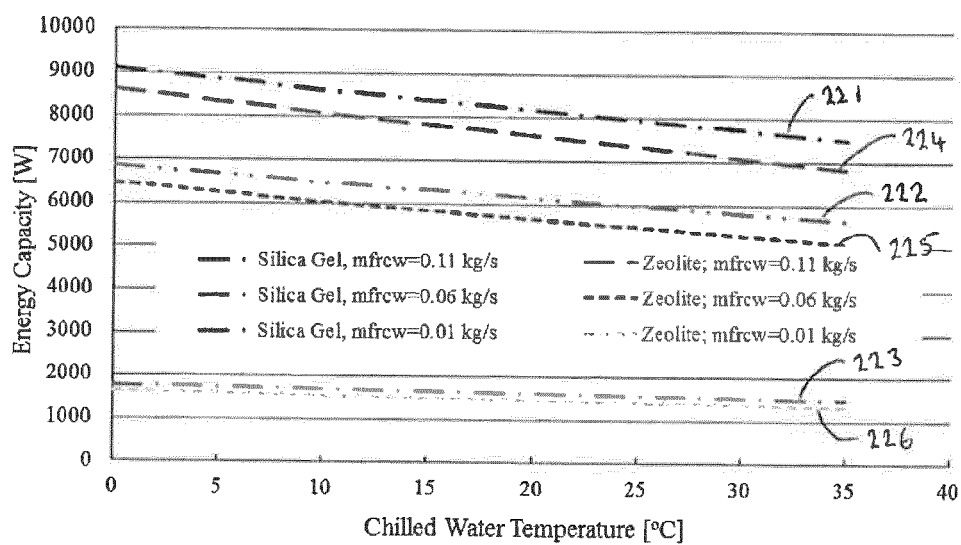 10000
9000
8000
7000
6000
5000
4000
3000
2000
1000
0
Energy Capacity [W]
221
224
222
225
Silica Gel, mfrcw=0.11 kg/s
Zeolite; mfrcw=0.11 kg/s
Silica Gel, mfrcw=0.06 kg/s
Zeolite; mfrcw=0.06 kg/s
Silica Gel, mfrcw=0.01 kg/s
Zeolite; mfrcw=0.01 kg/s
223
226
0 5 10 15 20 25 30 35 40
Chilled Water Temperature [ºC]